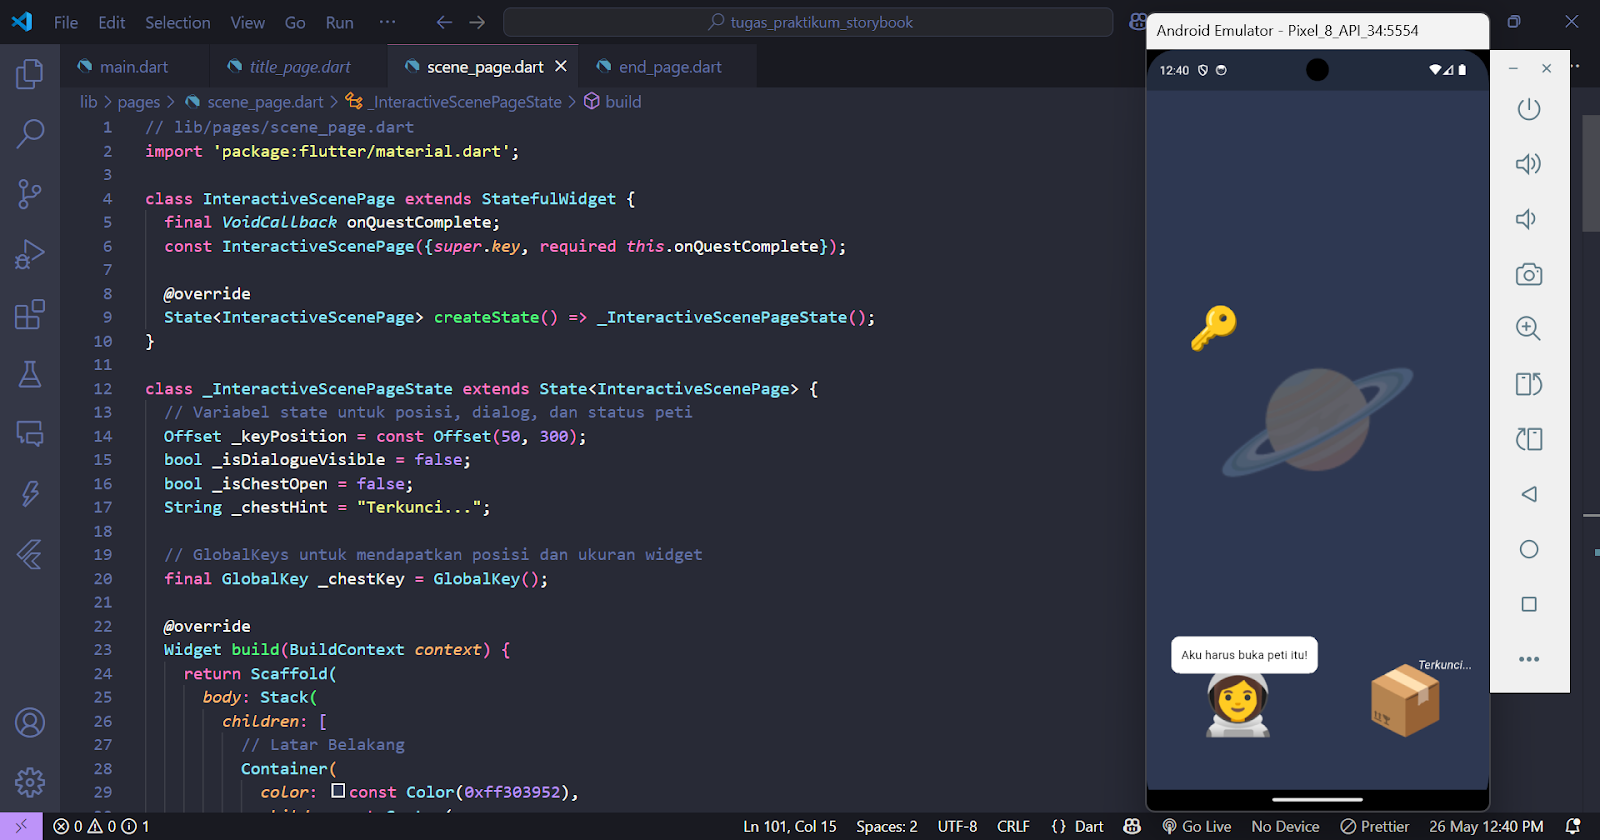 File Edit Selection View Go Run ···
tugas_praktikum_storybook
main.dart title_page.dart scene_page.dart end_page.dart
lib > pages > scene_page.dart > _InteractiveScenePageState > build
1 // lib/pages/scene_page.dart
2 import 'package:flutter/material.dart';
3
4 class InteractiveScenePage extends StatefulWidget {
5 final VoidCallback onQuestComplete;
6 const InteractiveScenePage({super.key, required this.onQuestComplete});
7
8 @override
9 State<InteractiveScenePage> createState() => _InteractiveScenePageState();
10 }
11
12 class _InteractiveScenePageState extends State<InteractiveScenePage> {
13 // Variabel state untuk posisi, dialog, dan status peti
14 Offset _keyPosition = const Offset(50, 300);
15 bool _isDialogueVisible = false;
16 bool _isChestOpen = false;
17 String _chestHint = "Terkunci...";
18
19 // GlobalKeys untuk mendapatkan posisi dan ukuran widget
20 final GlobalKey _chestKey = GlobalKey();
21
22 @override
23 Widget build(BuildContext context) {
24 return Scaffold(
25 body: Stack(
26 children: [
27 // Latar Belakang
28 Container(
29 color: const Color(0xff303952),
Android Emulator - Pixel_8_API_34:5554
12:40
Aku harus buka peti itu!
Terkunci...
0 0 1
Ln 101, Col 15 Spaces: 2 UTF-8 CRLF {} Dart Go Live No Device Prettier 26 May 12:40 PM